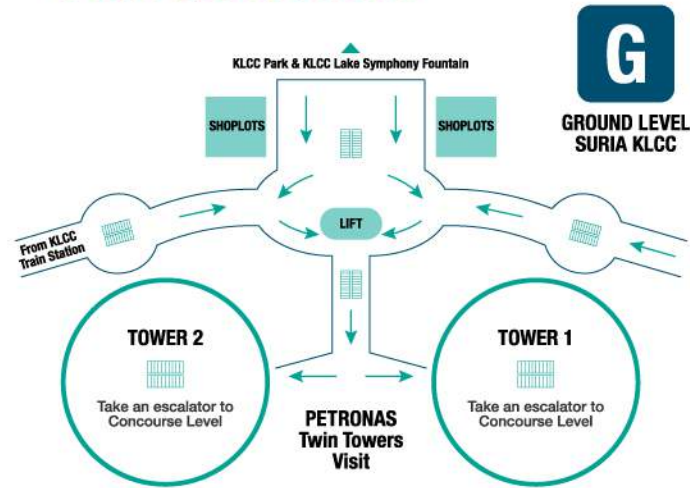 KLCC Park & KLCC Lake Symphony Fountain
G
GROUND LEVEL
SURIA KLCC
SHOPLOTS
SHOPLOTS
LIFT
From KLCC
Train Station
TOWER 2
Take an escalator to
Concourse Level
TOWER 1
Take an escalator to
Concourse Level
PETRONAS
Twin Towers
Visit